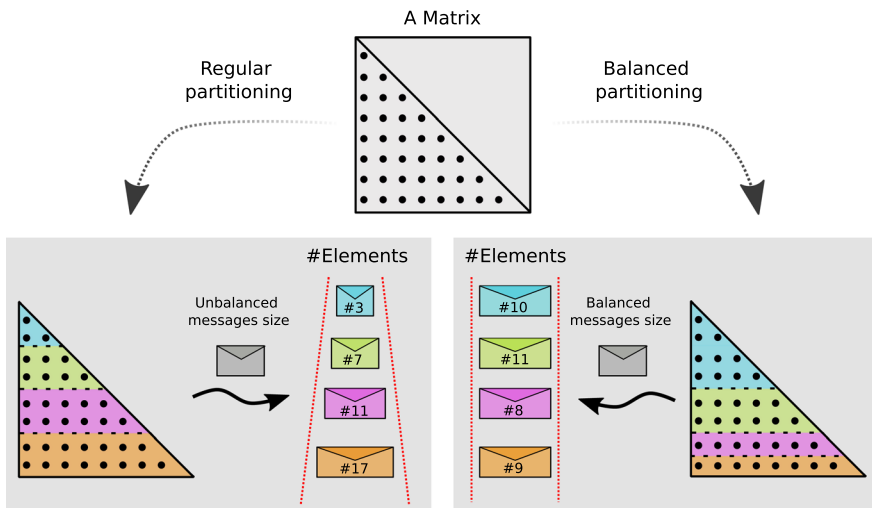 A Matrix
Regular
partitioning
Balanced
partitioning
#Elements
Unbalanced
messages size
#3
#7
#11
#17
#Elements
Balanced
messages size
#10
#11
#8
#9